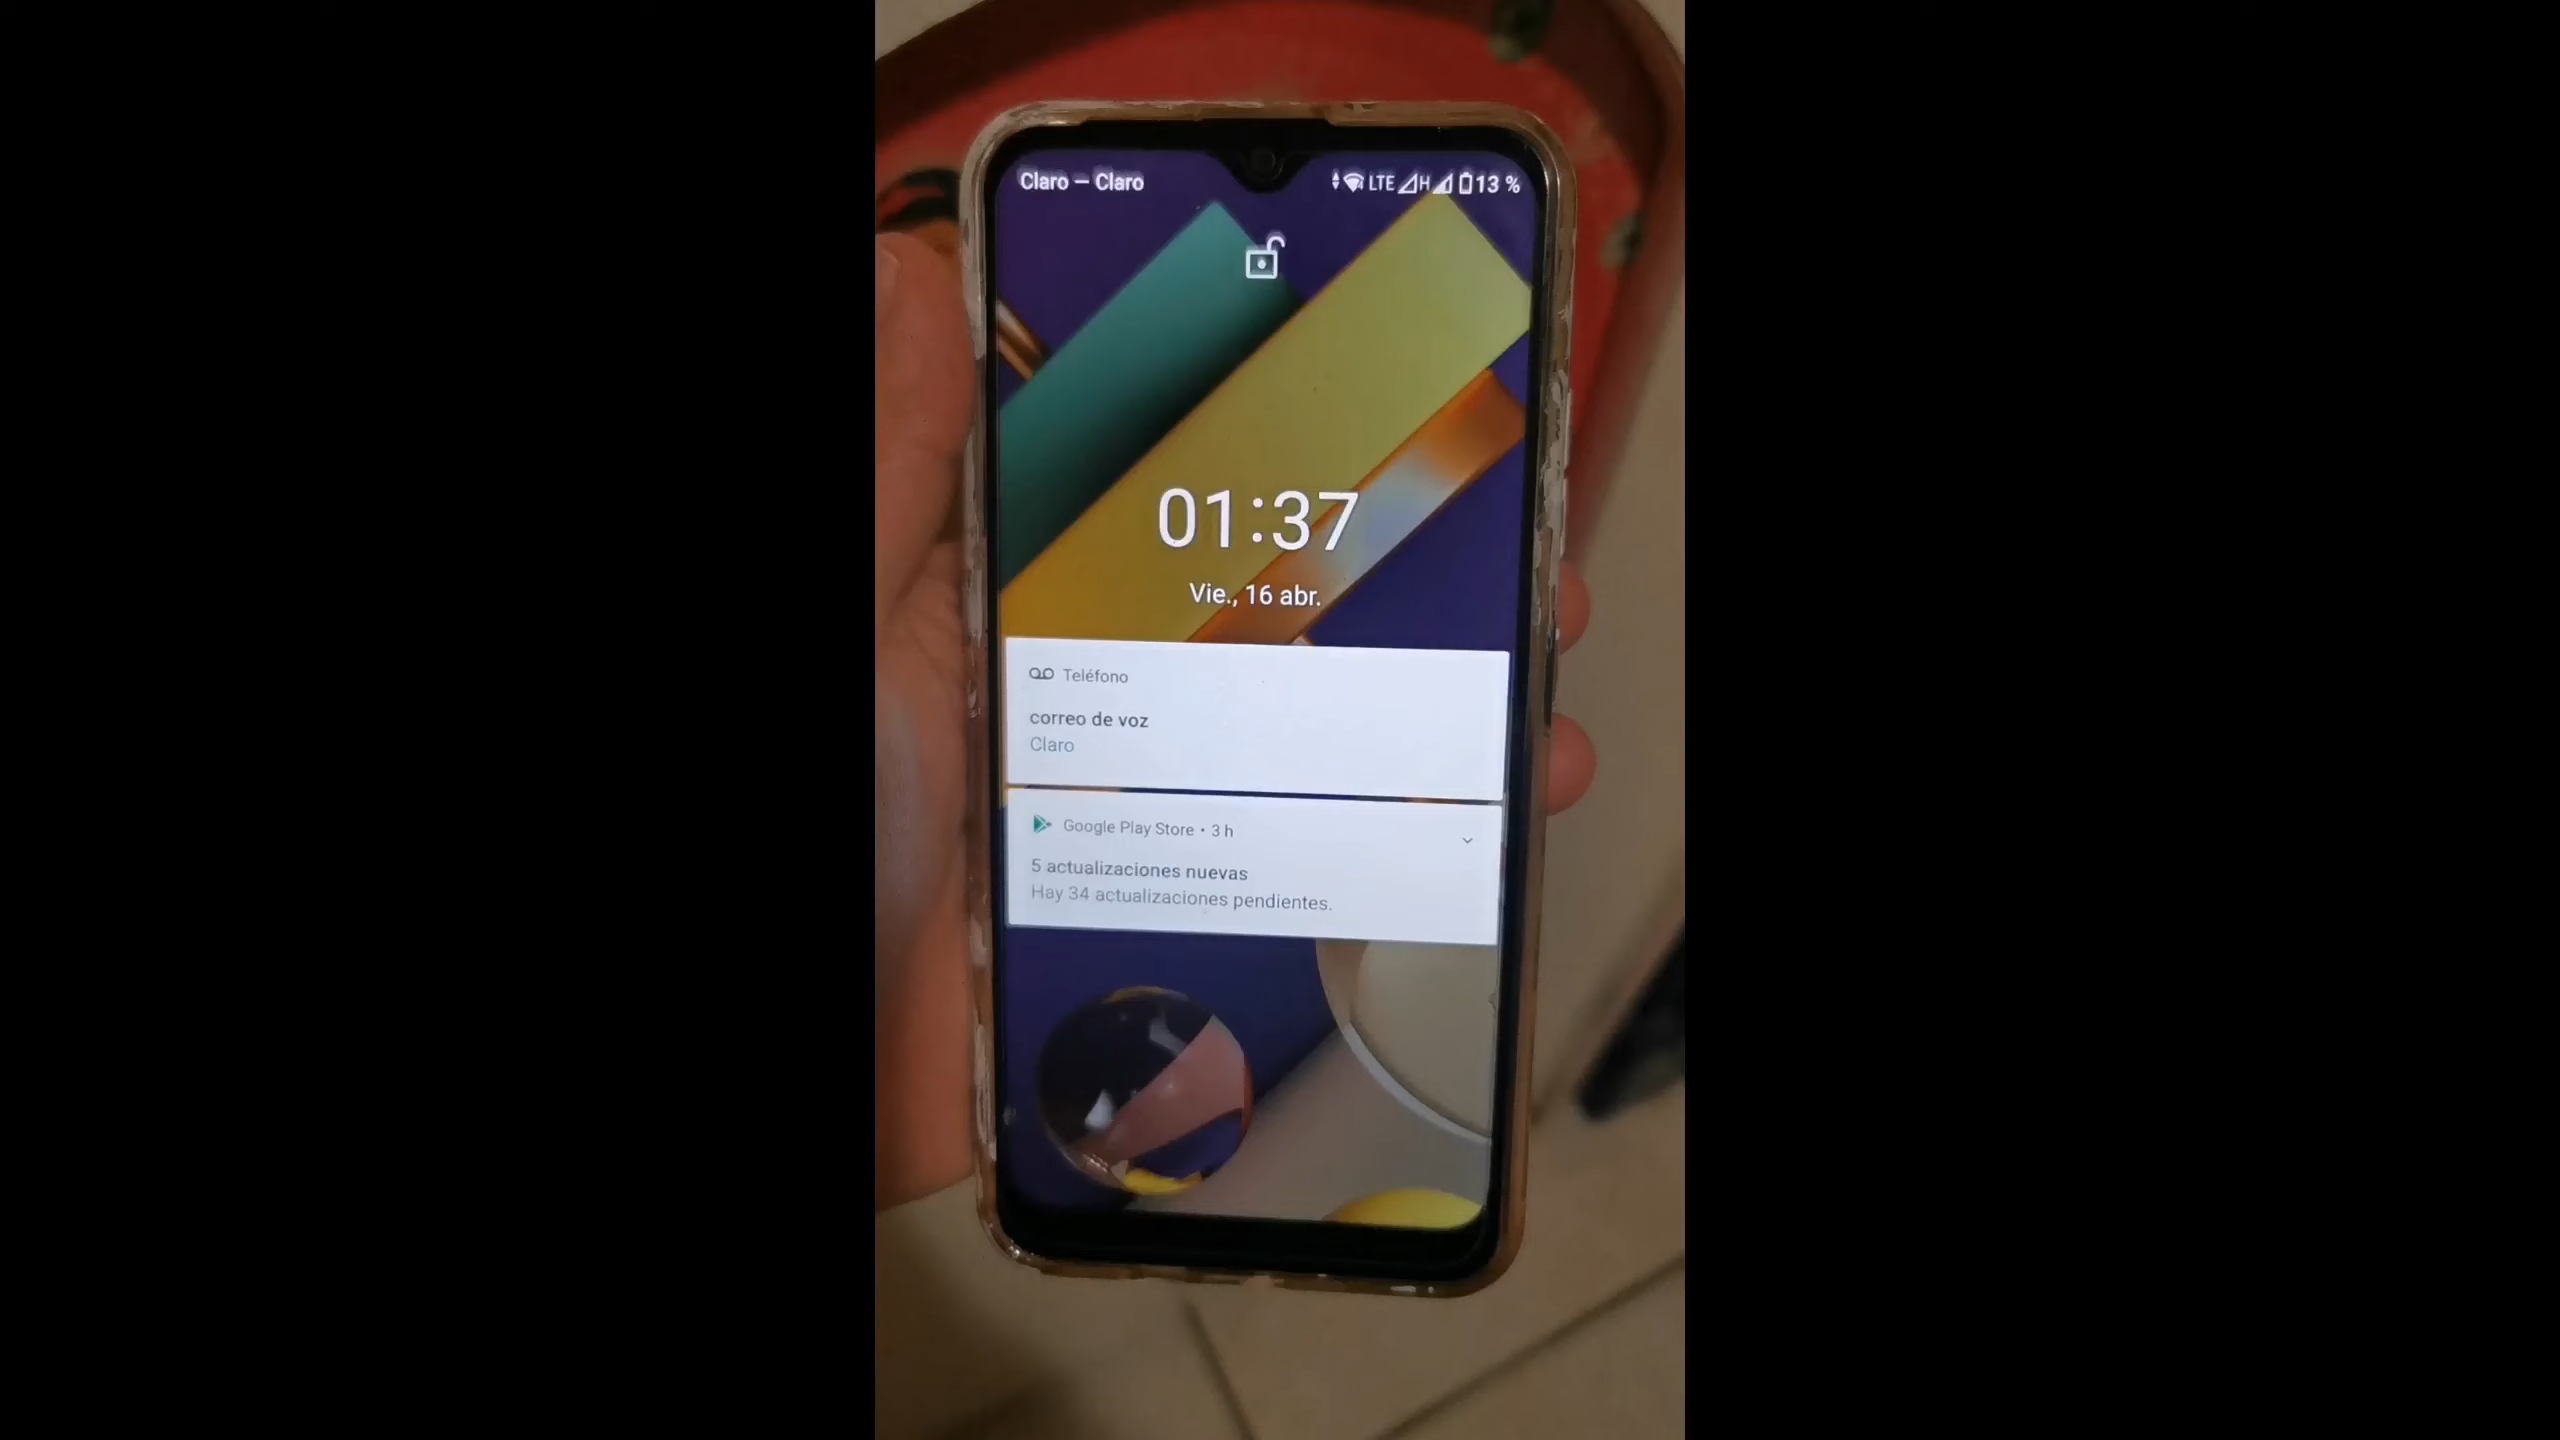 Claro — Claro LTE H 13 %
01:37
Vie., 16 abr.
Teléfono
correo de voz
Claro
Google Play Store • 3 h
5 actualizaciones nuevas
Hay 34 actualizaciones pendientes.